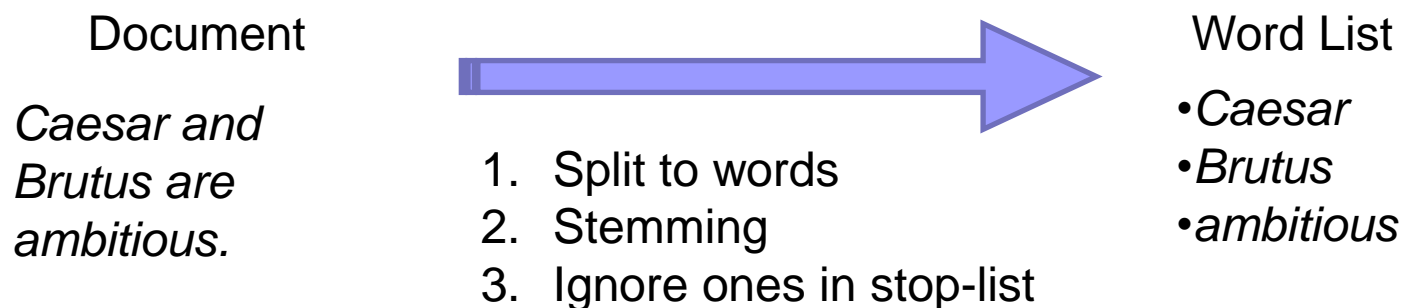 Document
Caesar and
Brutus are
ambitious.
1. Split to words
2. Stemming
3. Ignore ones in stop-list
Word List
•Caesar
•Brutus
•ambitious